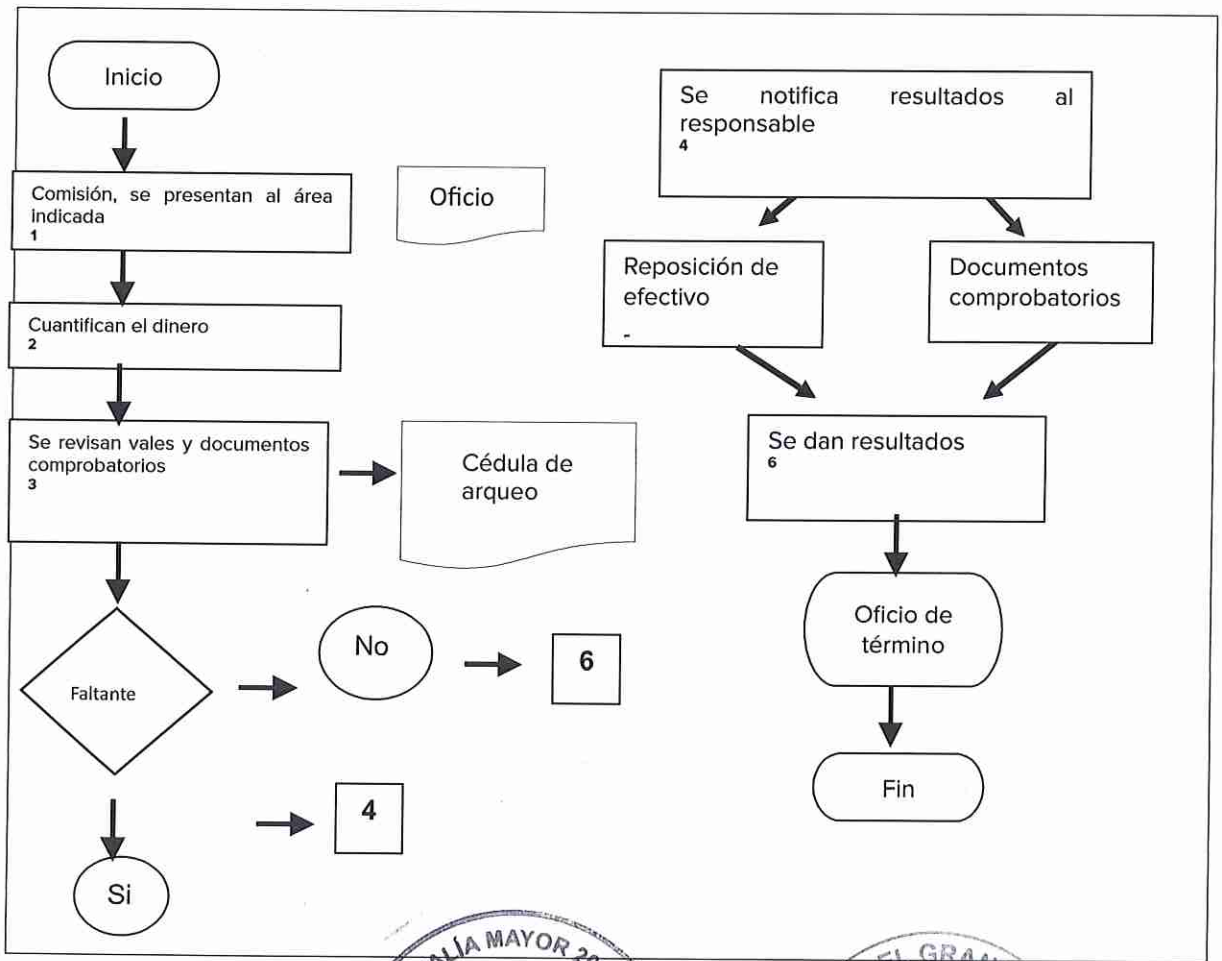 Inicio
Comisión, se presentan al área
indicada
1
Oficio
Cuantifican el dinero
2
Se revisan vales y documentos
comprobatorios
3
Cédula de
arqueo
Faltante
No
6
4
Si
Se notifica resultados al
responsable
4
Reposición de
efectivo
-
Documentos
comprobatorios
Se dan resultados
6
Oficio de
término
Fin
MAYOR
EL